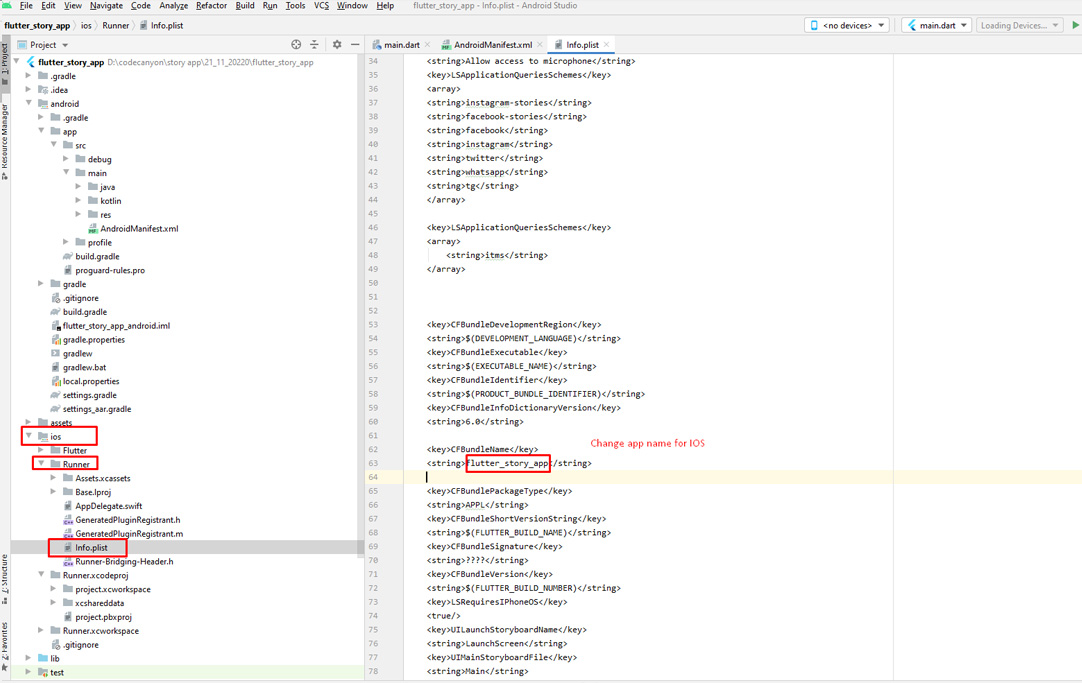 File Edit View Navigate Code Analyze Refactor Build Run Tools VCS Window Help flutter_story_app - Info.plist - Android Studio
flutter_story_app ios Runner Info.plist <no devices> main.dart Loading Devices...
1: Project
Resource Manager
Z: Structure
2: Favorites
Project
flutter_story_app D:\codecanyon\story app\21_11_20220\flutter_story_app
.gradle
.idea
android
.gradle
app
src
debug
main
java
kotlin
res
AndroidManifest.xml
profile
build.gradle
proguard-rules.pro
gradle
.gitignore
build.gradle
flutter_story_app_android.iml
gradle.properties
gradlew
gradlew.bat
local.properties
settings.gradle
settings_aar.gradle
assets
ios
Flutter
Runner
Assets.xcassets
Base.lproj
AppDelegate.swift
GeneratedPluginRegistrant.h
GeneratedPluginRegistrant.m
Info.plist
Runner-Bridging-Header.h
Runner.xcodeproj
project.xcworkspace
xcshareddata
project.pbxproj
Runner.xcworkspace
.gitignore
lib
test
main.dart AndroidManifest.xml Info.plist
34 <string>Allow access to microphone</string>
35 <key>LSApplicationQueriesSchemes</key>
36 <array>
37 <string>instagram-stories</string>
38 <string>facebook-stories</string>
39 <string>facebook</string>
40 <string>instagram</string>
41 <string>twitter</string>
42 <string>whatsapp</string>
43 <string>tg</string>
44 </array>
45
46 <key>LSApplicationQueriesSchemes</key>
47 <array>
48 <string>itms</string>
49 </array>
50
51
52
53 <key>CFBundleDevelopmentRegion</key>
54 <string>$(DEVELOPMENT_LANGUAGE)</string>
55 <key>CFBundleExecutable</key>
56 <string>$(EXECUTABLE_NAME)</string>
57 <key>CFBundleIdentifier</key>
58 <string>$(PRODUCT_BUNDLE_IDENTIFIER)</string>
59 <key>CFBundleInfoDictionaryVersion</key>
60 <string>6.0</string>
61
Change app name for IOS
62 <key>CFBundleName</key>
63 <string>flutter_story_app</string>
64
65 <key>CFBundlePackageType</key>
66 <string>APPL</string>
67 <key>CFBundleShortVersionString</key>
68 <string>$(FLUTTER_BUILD_NAME)</string>
69 <key>CFBundleSignature</key>
70 <string>????</string>
71 <key>CFBundleVersion</key>
72 <string>$(FLUTTER_BUILD_NUMBER)</string>
73 <key>LSRequiresIPhoneOS</key>
74 <true/>
75 <key>UILaunchStoryboardName</key>
76 <string>LaunchScreen</string>
77 <key>UIMainStoryboardFile</key>
78 <string>Main</string>